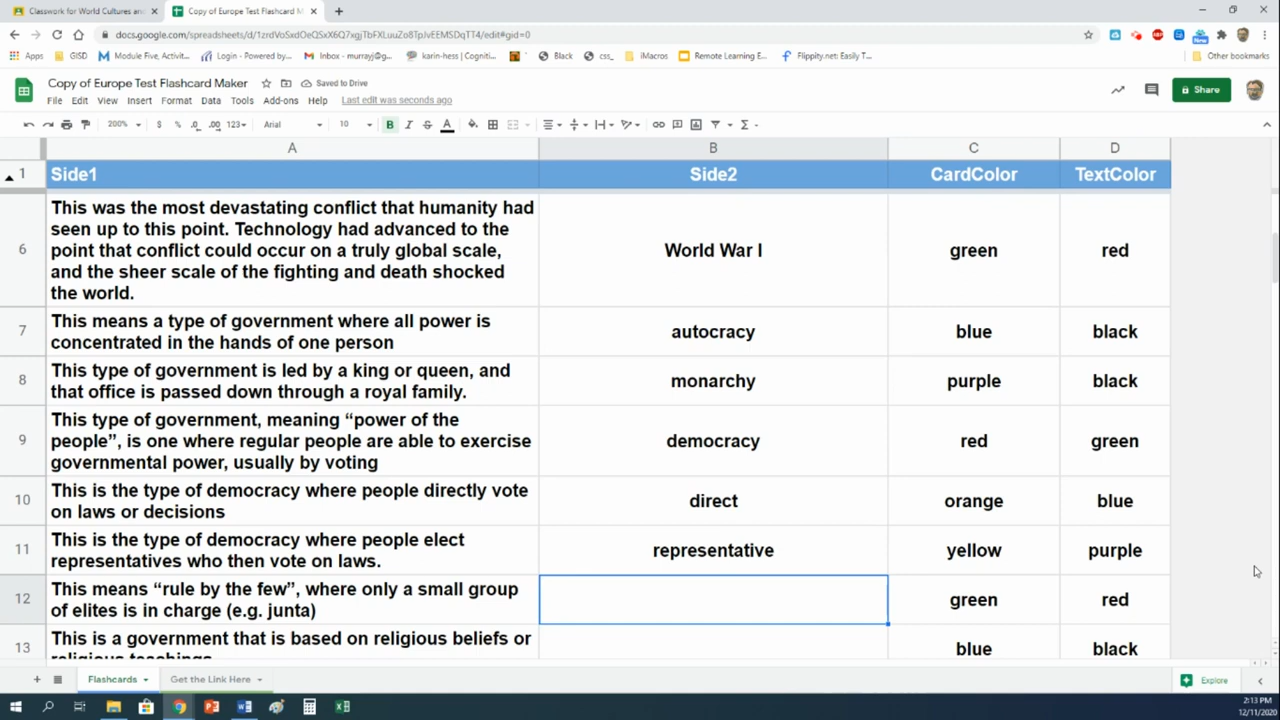 Classwork for World Cultures and
Copy of Europe Test Flashcard M
docs.google.com/spreadsheets/d/
Apps
GISD
Module Five, Activit...
Login - Powered by...
Inbox - murrayj@g...
karin-hess | Cogniti...
0
Black
css_
iMacros
Remote Learning E...
Flippity.net: Easily T...
Other bookmarks
Copy of Europe Test Flashcard Maker
Saved to Drive
File Edit View Insert Format Data Tools Add-ons Help
Last edit was seconds ago
Share
200%
$ % .0 .00 123
Arial
10
B I S A
A B C D
1 Side1 Side2 CardColor TextColor
This was the most devastating conflict that humanity had
seen up to this point. Technology had advanced to the
6 point that conflict could occur on a truly global scale, World War I green red
and the sheer scale of the fighting and death shocked
the world.
7 This means a type of government where all power is autocracy blue black
concentrated in the hands of one person
8 This type of government is led by a king or queen, and monarchy purple black
that office is passed down through a royal family.
This type of government, meaning “power of the
9 people”, is one where regular people are able to exercise democracy red green
governmental power, usually by voting
10 This is the type of democracy where people directly vote direct orange blue
on laws or decisions
11 This is the type of democracy where people elect representative yellow purple
representatives who then vote on laws.
12 This means “rule by the few”, where only a small group green red
of elites is in charge (e.g. junta)
13 This is a government that is based on religious beliefs or blue black
religious teachings
Flashcards
Get the Link Here
Explore
2:13 PM
12/11/2020